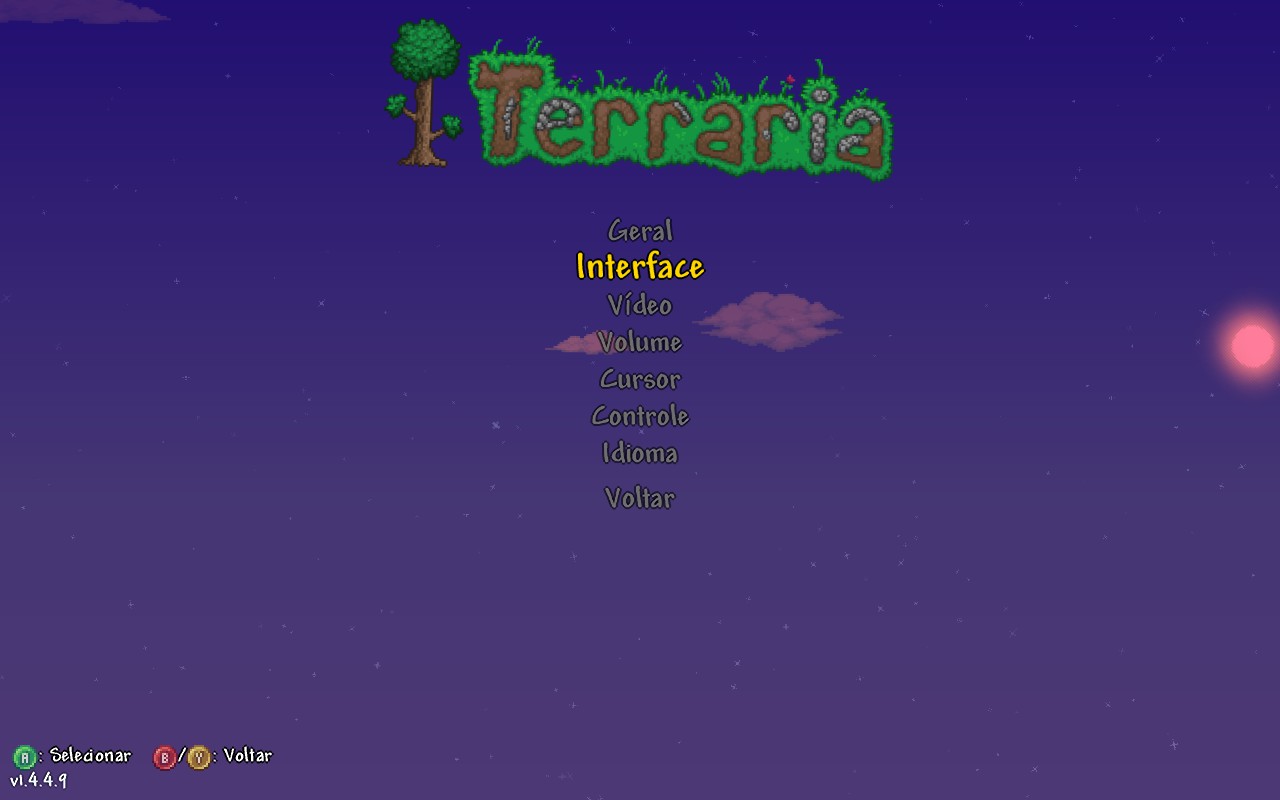 Terraria
Geral
Interface
Vídeo
Volume
Cursor
Controle
Idioma
Voltar
A: Selecionar B/Y: Voltar
v1.4.4.9